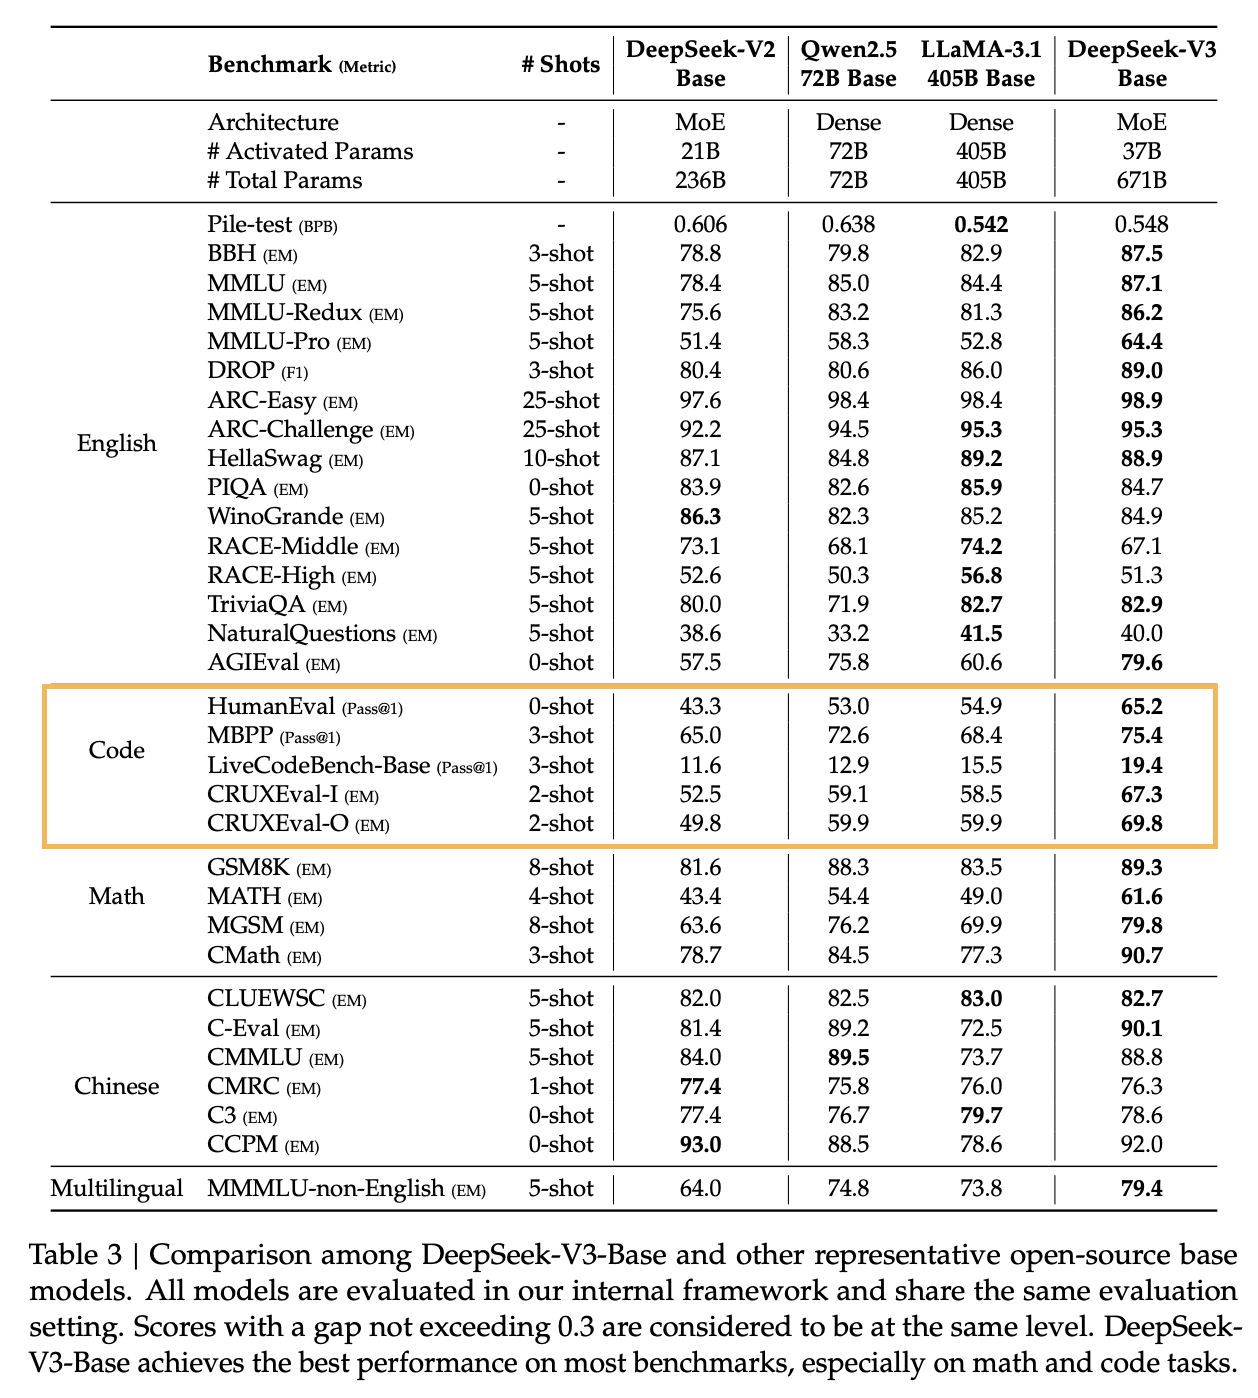 Benchmark (Metric) # Shots DeepSeek-V2 Base Qwen2.5 72B Base LLaMA-3.1 405B Base DeepSeek-V3 Base
Architecture - MoE Dense Dense MoE
# Activated Params - 21B 72B 405B 37B
# Total Params - 236B 72B 405B 671B
English
Pile-test (BPB) - 0.606 0.638 0.542 0.548
BBH (EM) 3-shot 78.8 79.8 82.9 87.5
MMLU (EM) 5-shot 78.4 85.0 84.4 87.1
MMLU-Redux (EM) 5-shot 75.6 83.2 81.3 86.2
MMLU-Pro (EM) 5-shot 51.4 58.3 52.8 64.4
DROP (F1) 3-shot 80.4 80.6 86.0 89.0
ARC-Easy (EM) 25-shot 97.6 98.4 98.4 98.9
ARC-Challenge (EM) 25-shot 92.2 94.5 95.3 95.3
HellaSwag (EM) 10-shot 87.1 84.8 89.2 88.9
PIQA (EM) 0-shot 83.9 82.6 85.9 84.7
WinoGrande (EM) 5-shot 86.3 82.3 85.2 84.9
RACE-Middle (EM) 5-shot 73.1 68.1 74.2 67.1
RACE-High (EM) 5-shot 52.6 50.3 56.8 51.3
TriviaQA (EM) 5-shot 80.0 71.9 82.7 82.9
NaturalQuestions (EM) 5-shot 38.6 33.2 41.5 40.0
AGIEval (EM) 0-shot 57.5 75.8 60.6 79.6
Code
HumanEval (Pass@1) 0-shot 43.3 53.0 54.9 65.2
MBPP (Pass@1) 3-shot 65.0 72.6 68.4 75.4
LiveCodeBench-Base (Pass@1) 3-shot 11.6 12.9 15.5 19.4
CRUXEval-I (EM) 2-shot 52.5 59.1 58.5 67.3
CRUXEval-O (EM) 2-shot 49.8 59.9 59.9 69.8
Math
GSM8K (EM) 8-shot 81.6 88.3 83.5 89.3
MATH (EM) 4-shot 43.4 54.4 49.0 61.6
MGSM (EM) 8-shot 63.6 76.2 69.9 79.8
CMath (EM) 3-shot 78.7 84.5 77.3 90.7
Chinese
CLUEWSC (EM) 5-shot 82.0 82.5 83.0 82.7
C-Eval (EM) 5-shot 81.4 89.2 72.5 90.1
CMMLU (EM) 5-shot 84.0 89.5 73.7 88.8
CMRC (EM) 1-shot 77.4 75.8 76.0 76.3
C3 (EM) 0-shot 77.4 76.7 79.7 78.6
CCPM (EM) 0-shot 93.0 88.5 78.6 92.0
Multilingual MMMLU-non-English (EM) 5-shot 64.0 74.8 73.8 79.4
Table 3 | Comparison among DeepSeek-V3-Base and other representative open-source base
models. All models are evaluated in our internal framework and share the same evaluation
setting. Scores with a gap not exceeding 0.3 are considered to be at the same level. DeepSeek-
V3-Base achieves the best performance on most benchmarks, especially on math and code tasks.